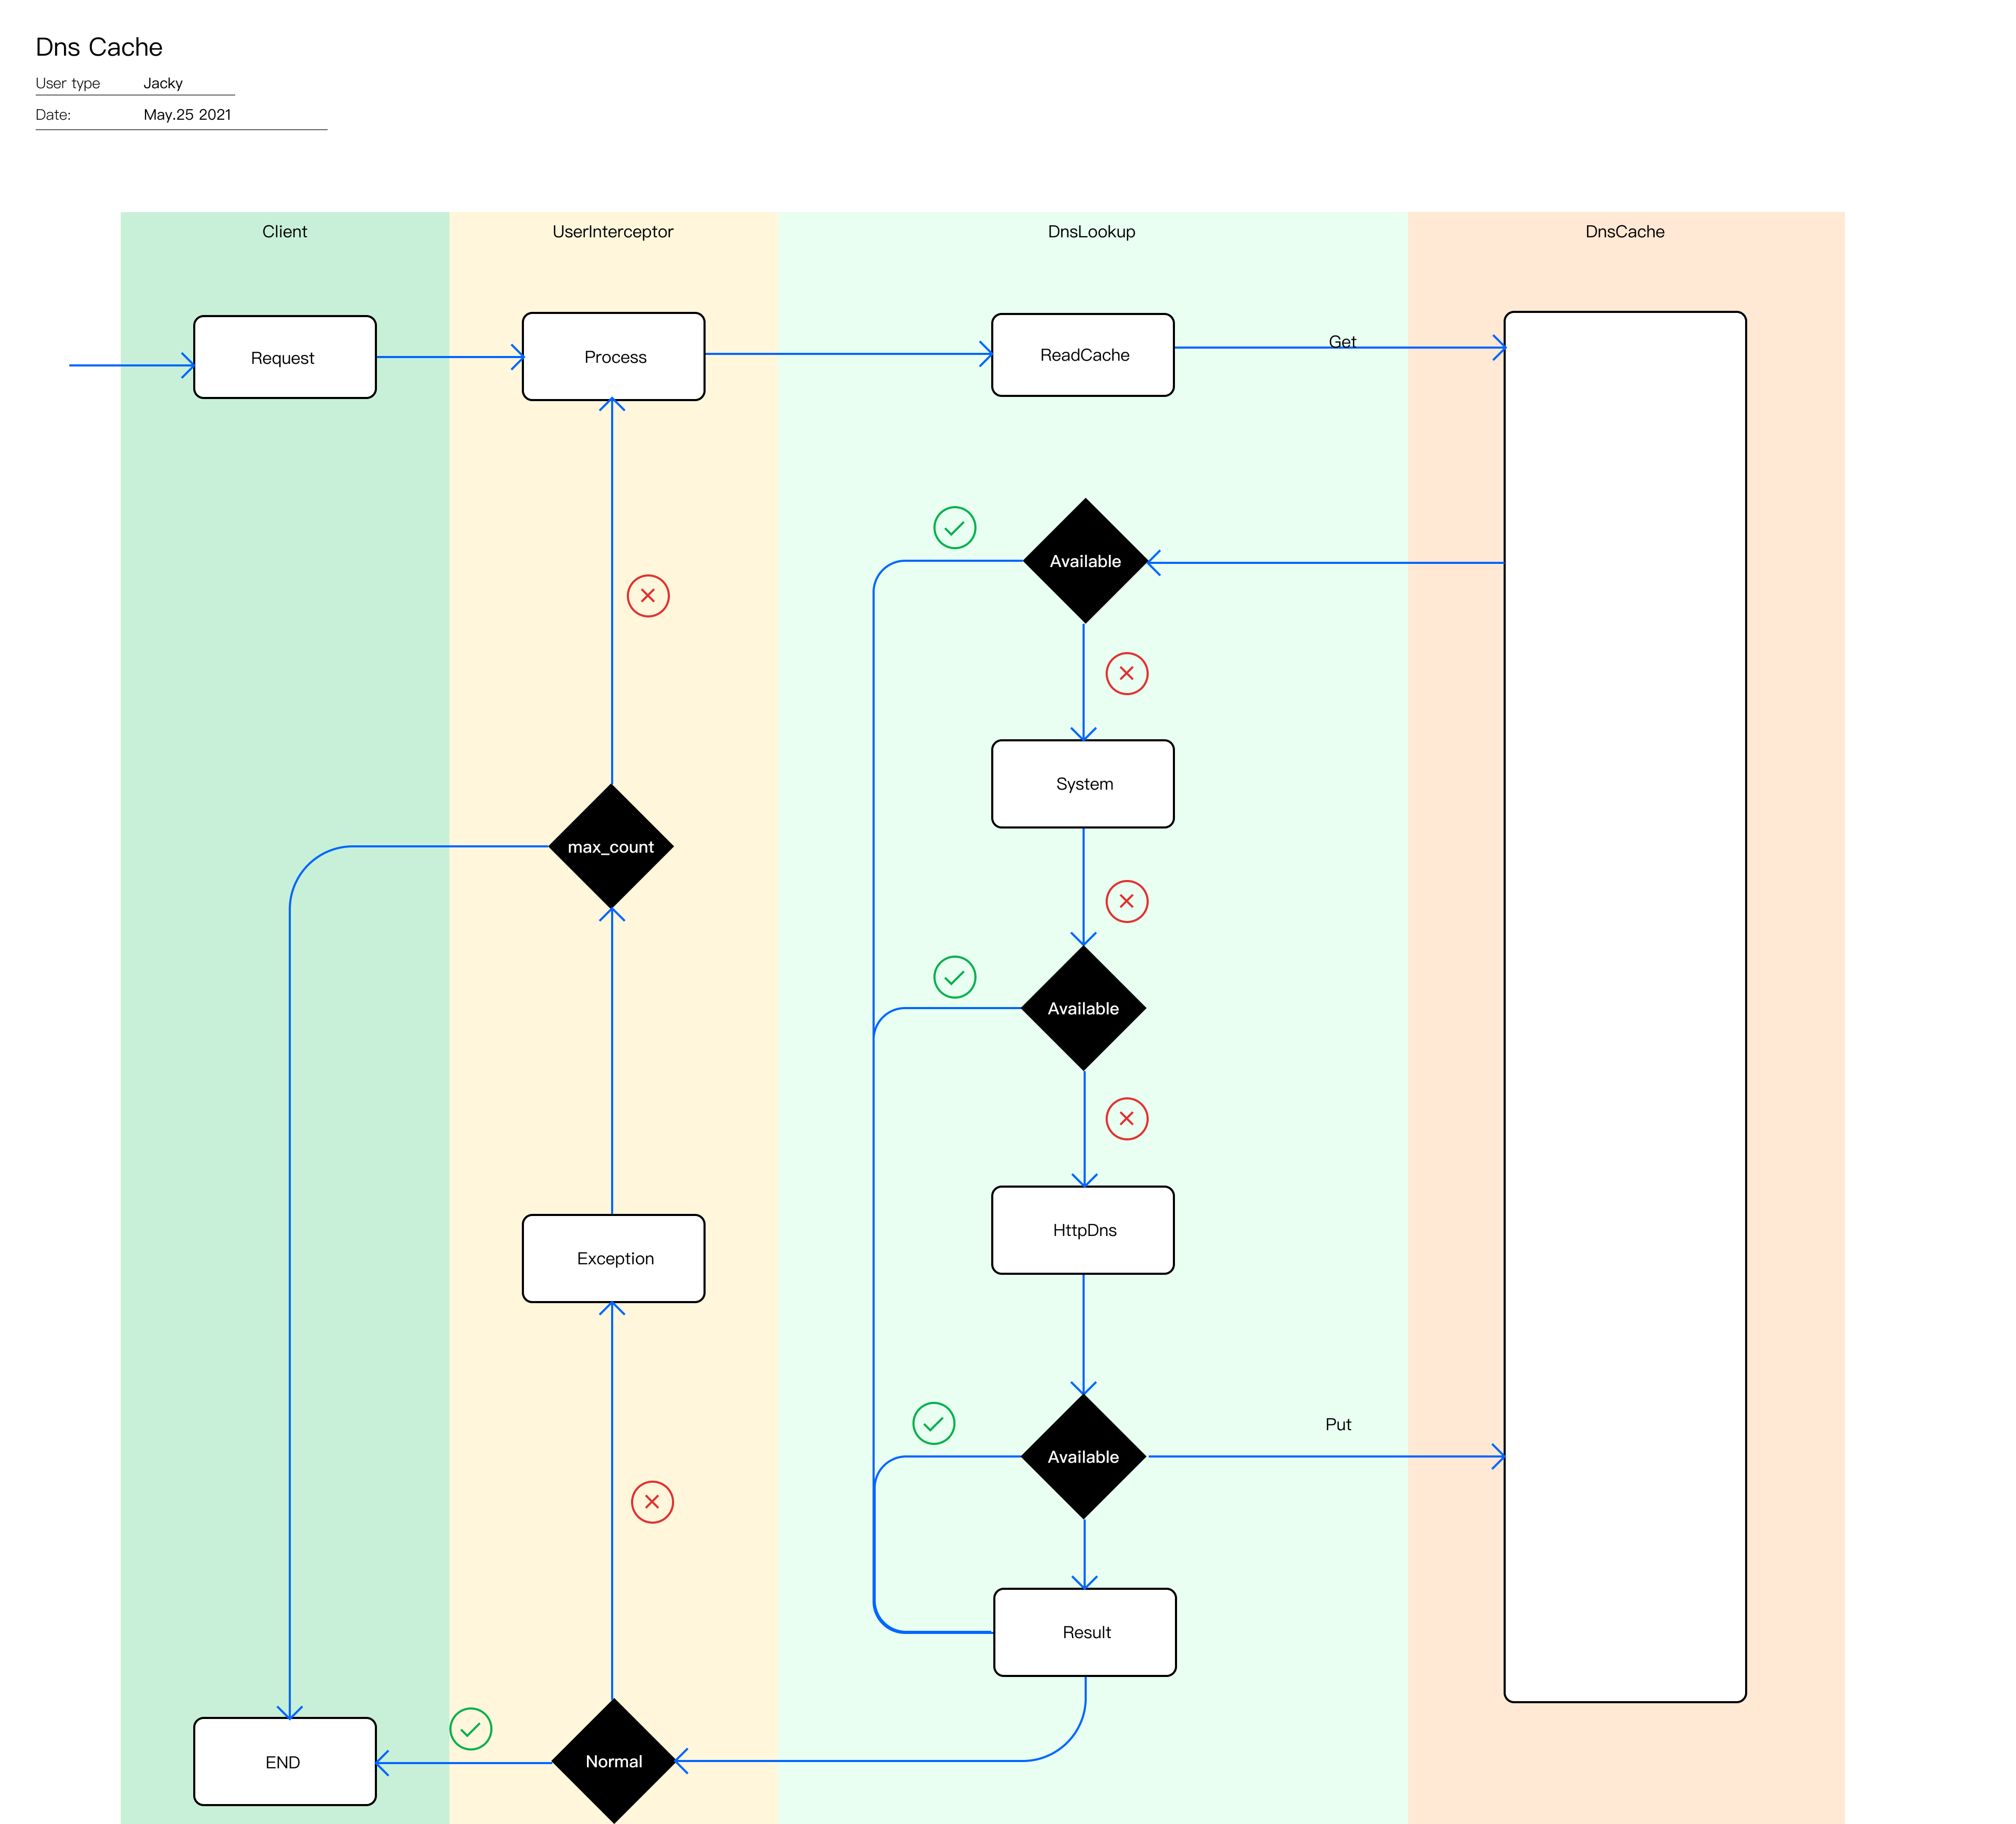 Dns Cache
User type Jacky
Date: May.25 2021
Client UserInterceptor DnsLookup DnsCache
Request Process ReadCache Get
Available
System
max_count
Available
HttpDns
Exception
Put
Available
Result
END Normal